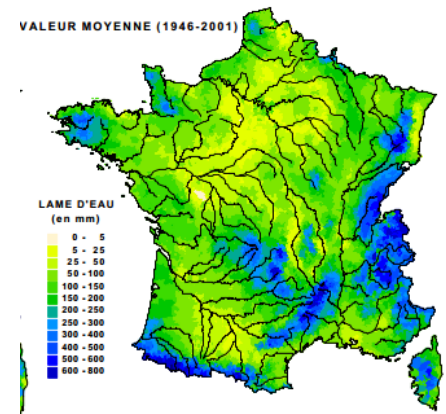 VALEUR MOYENNE (1946-2001)
LAME D'EAU
(en mm)
0 - 5
5 - 25
25 - 50
50 - 100
100 - 150
150 - 200
200 - 250
250 - 300
300 - 400
400 - 500
500 - 600
600 - 800